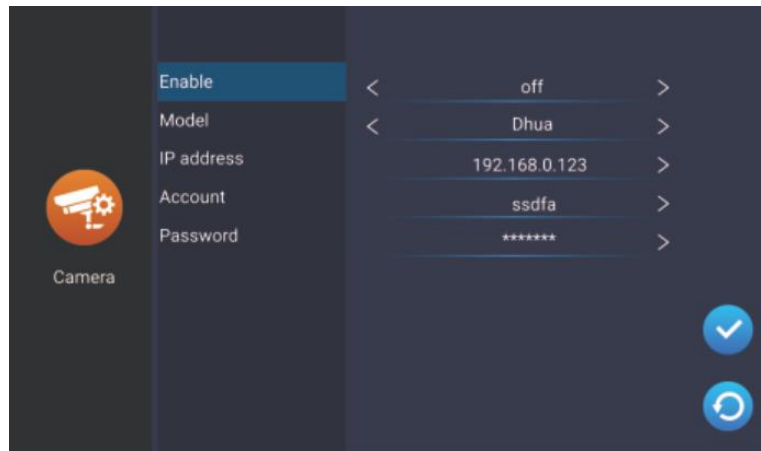 Enable < off >
Model < Dhua >
IP address 192.168.0.123 >
Account ssdfa >
Password ******* >
Camera